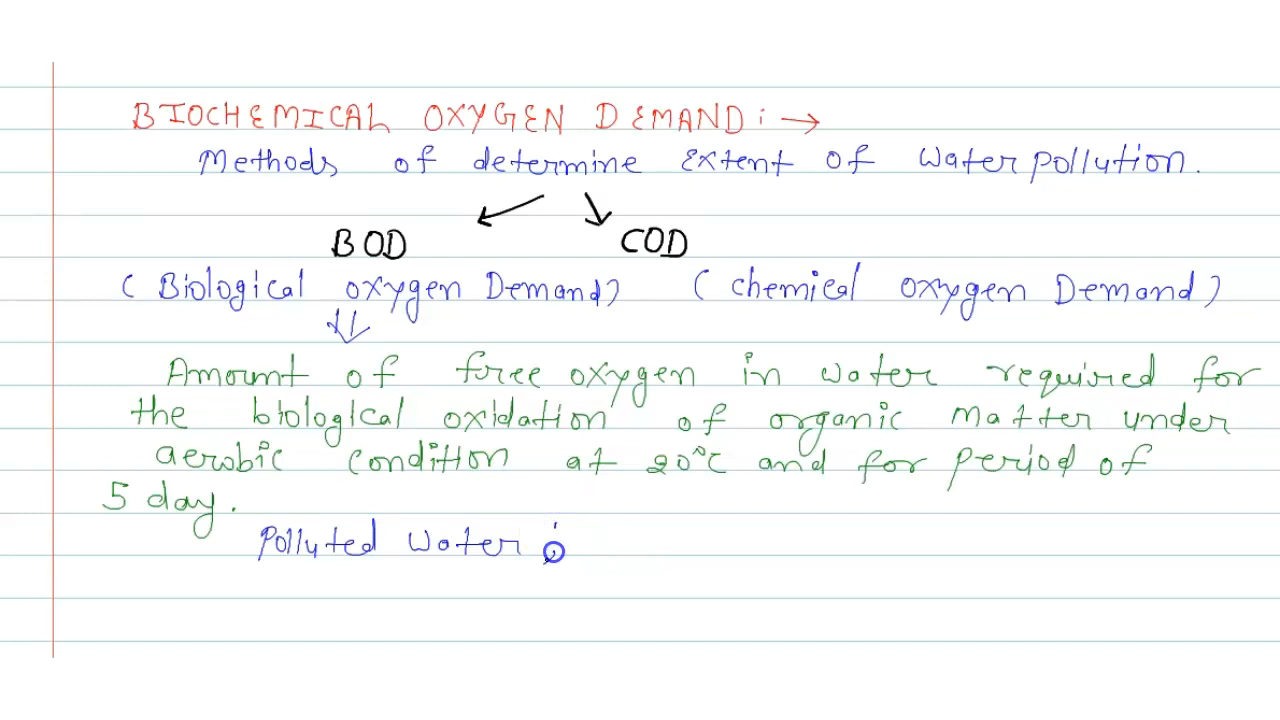 BIOCHEMICAL OXYGEN DEMAND: →
Methods of determine extent of water pollution.
BOD COD
(Biological oxygen Demand) (chemical oxygen Demand)
Amount of free oxygen in water required for
the biological oxidation of organic matter under
aerobic condition at 20°C and for period of
5 day.
Polluted water